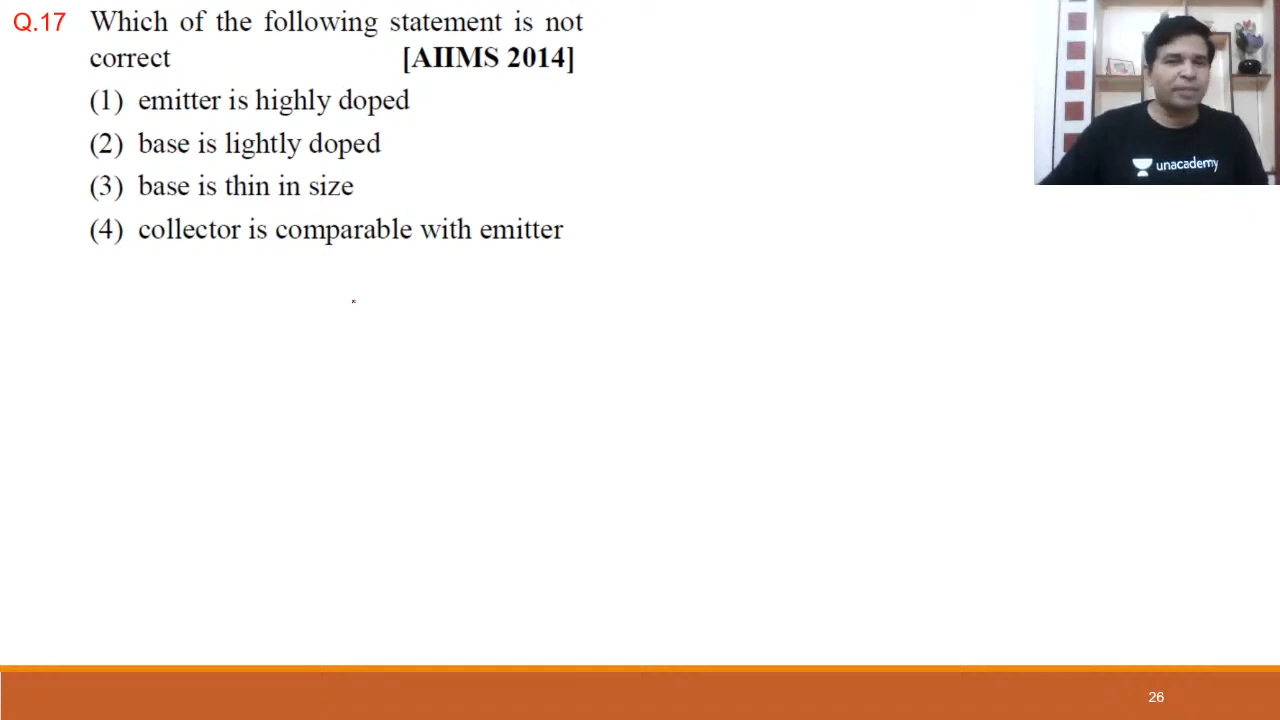 Q.17 Which of the following statement is not
correct [AIIMS 2014]
(1) emitter is highly doped
(2) base is lightly doped
(3) base is thin in size
(4) collector is comparable with emitter
unacademy
26